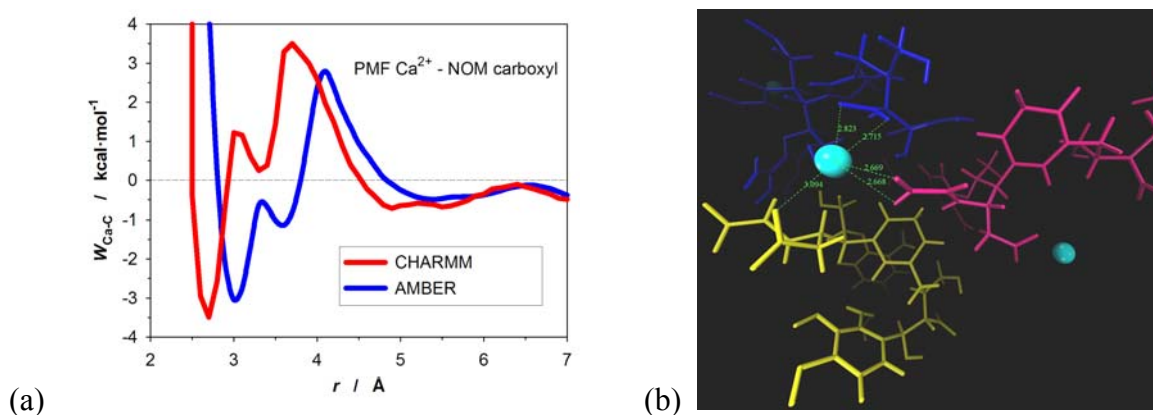 4
3
2
1
0
-1
-2
-3
-4
W_Ca-C / kcal·mol⁻¹
PMF Ca²⁺ - NOM carboxyl
CHARMM
AMBER
2 3 4 5 6 7
r / Å
(a)
2.823
2.715
2.669
2.668
3.094
(b)